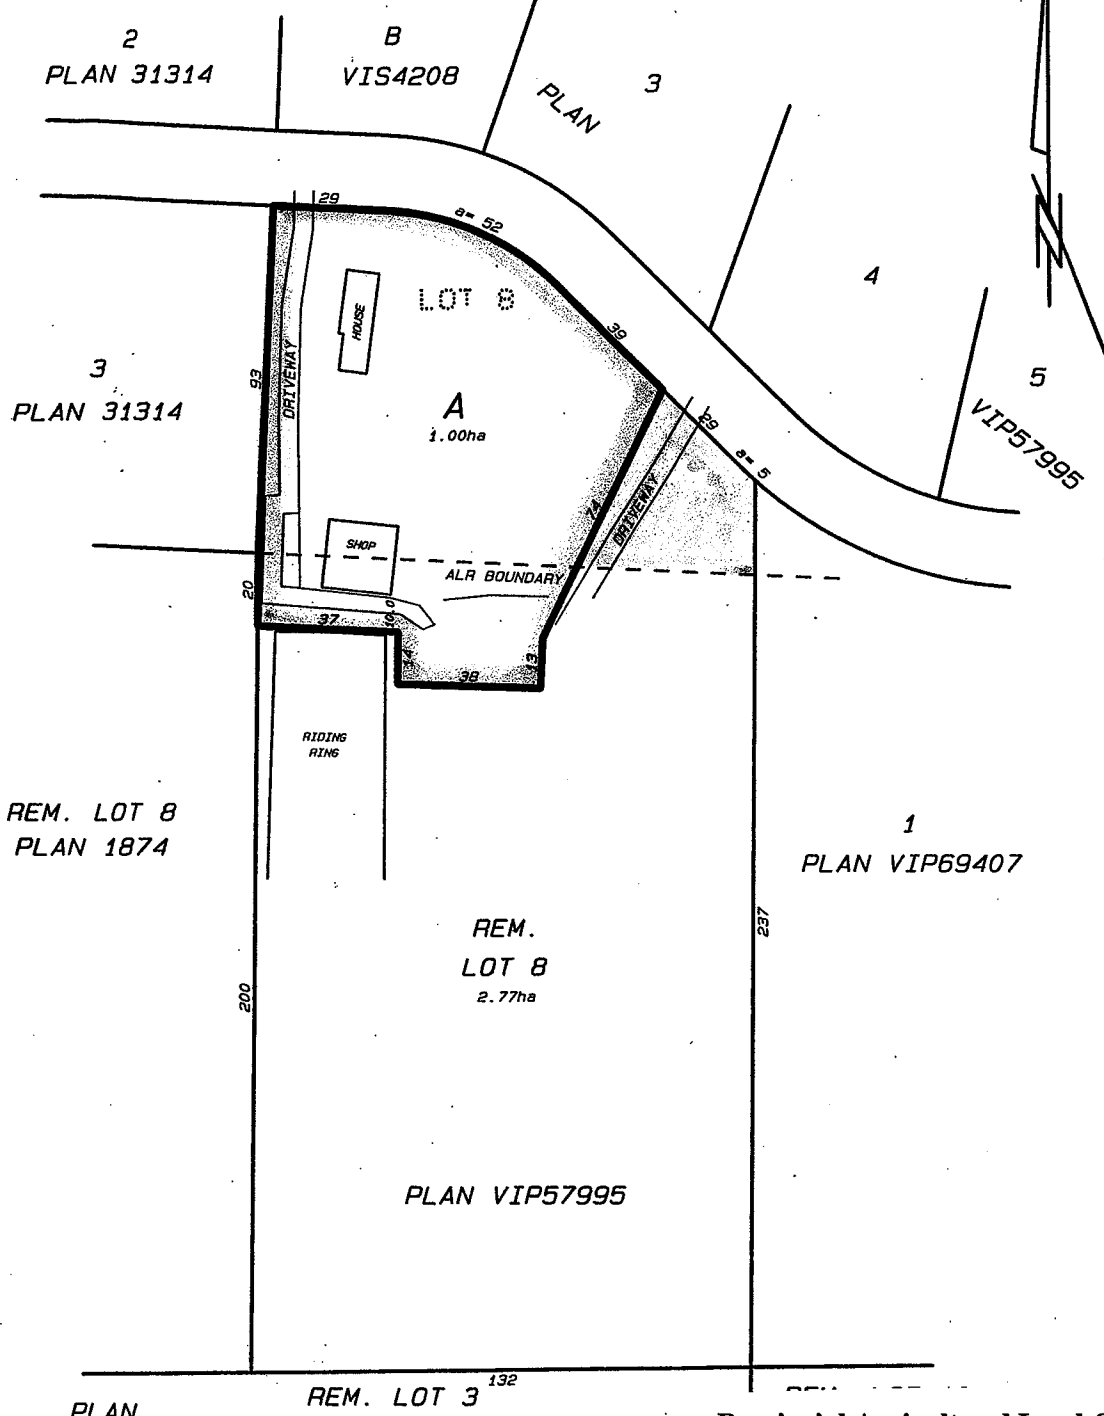 2
PLAN 31314
B
VIS4208
PLAN
3
4
5
VIP57995
N
29
a= 52
39
LOT 8
HOUSE
DRIVEWAY
93
3
PLAN 31314
A
1.00ha
74
DRIVEWAY
29
a= 5
SHOP
ALR BOUNDARY
20
37
10.0
14
38
13
RIDING
RING
REM. LOT 8
PLAN 1874
1
PLAN VIP69407
237
REM.
LOT 8
2.77ha
200
PLAN VIP57995
132
REM. LOT 3
PLAN